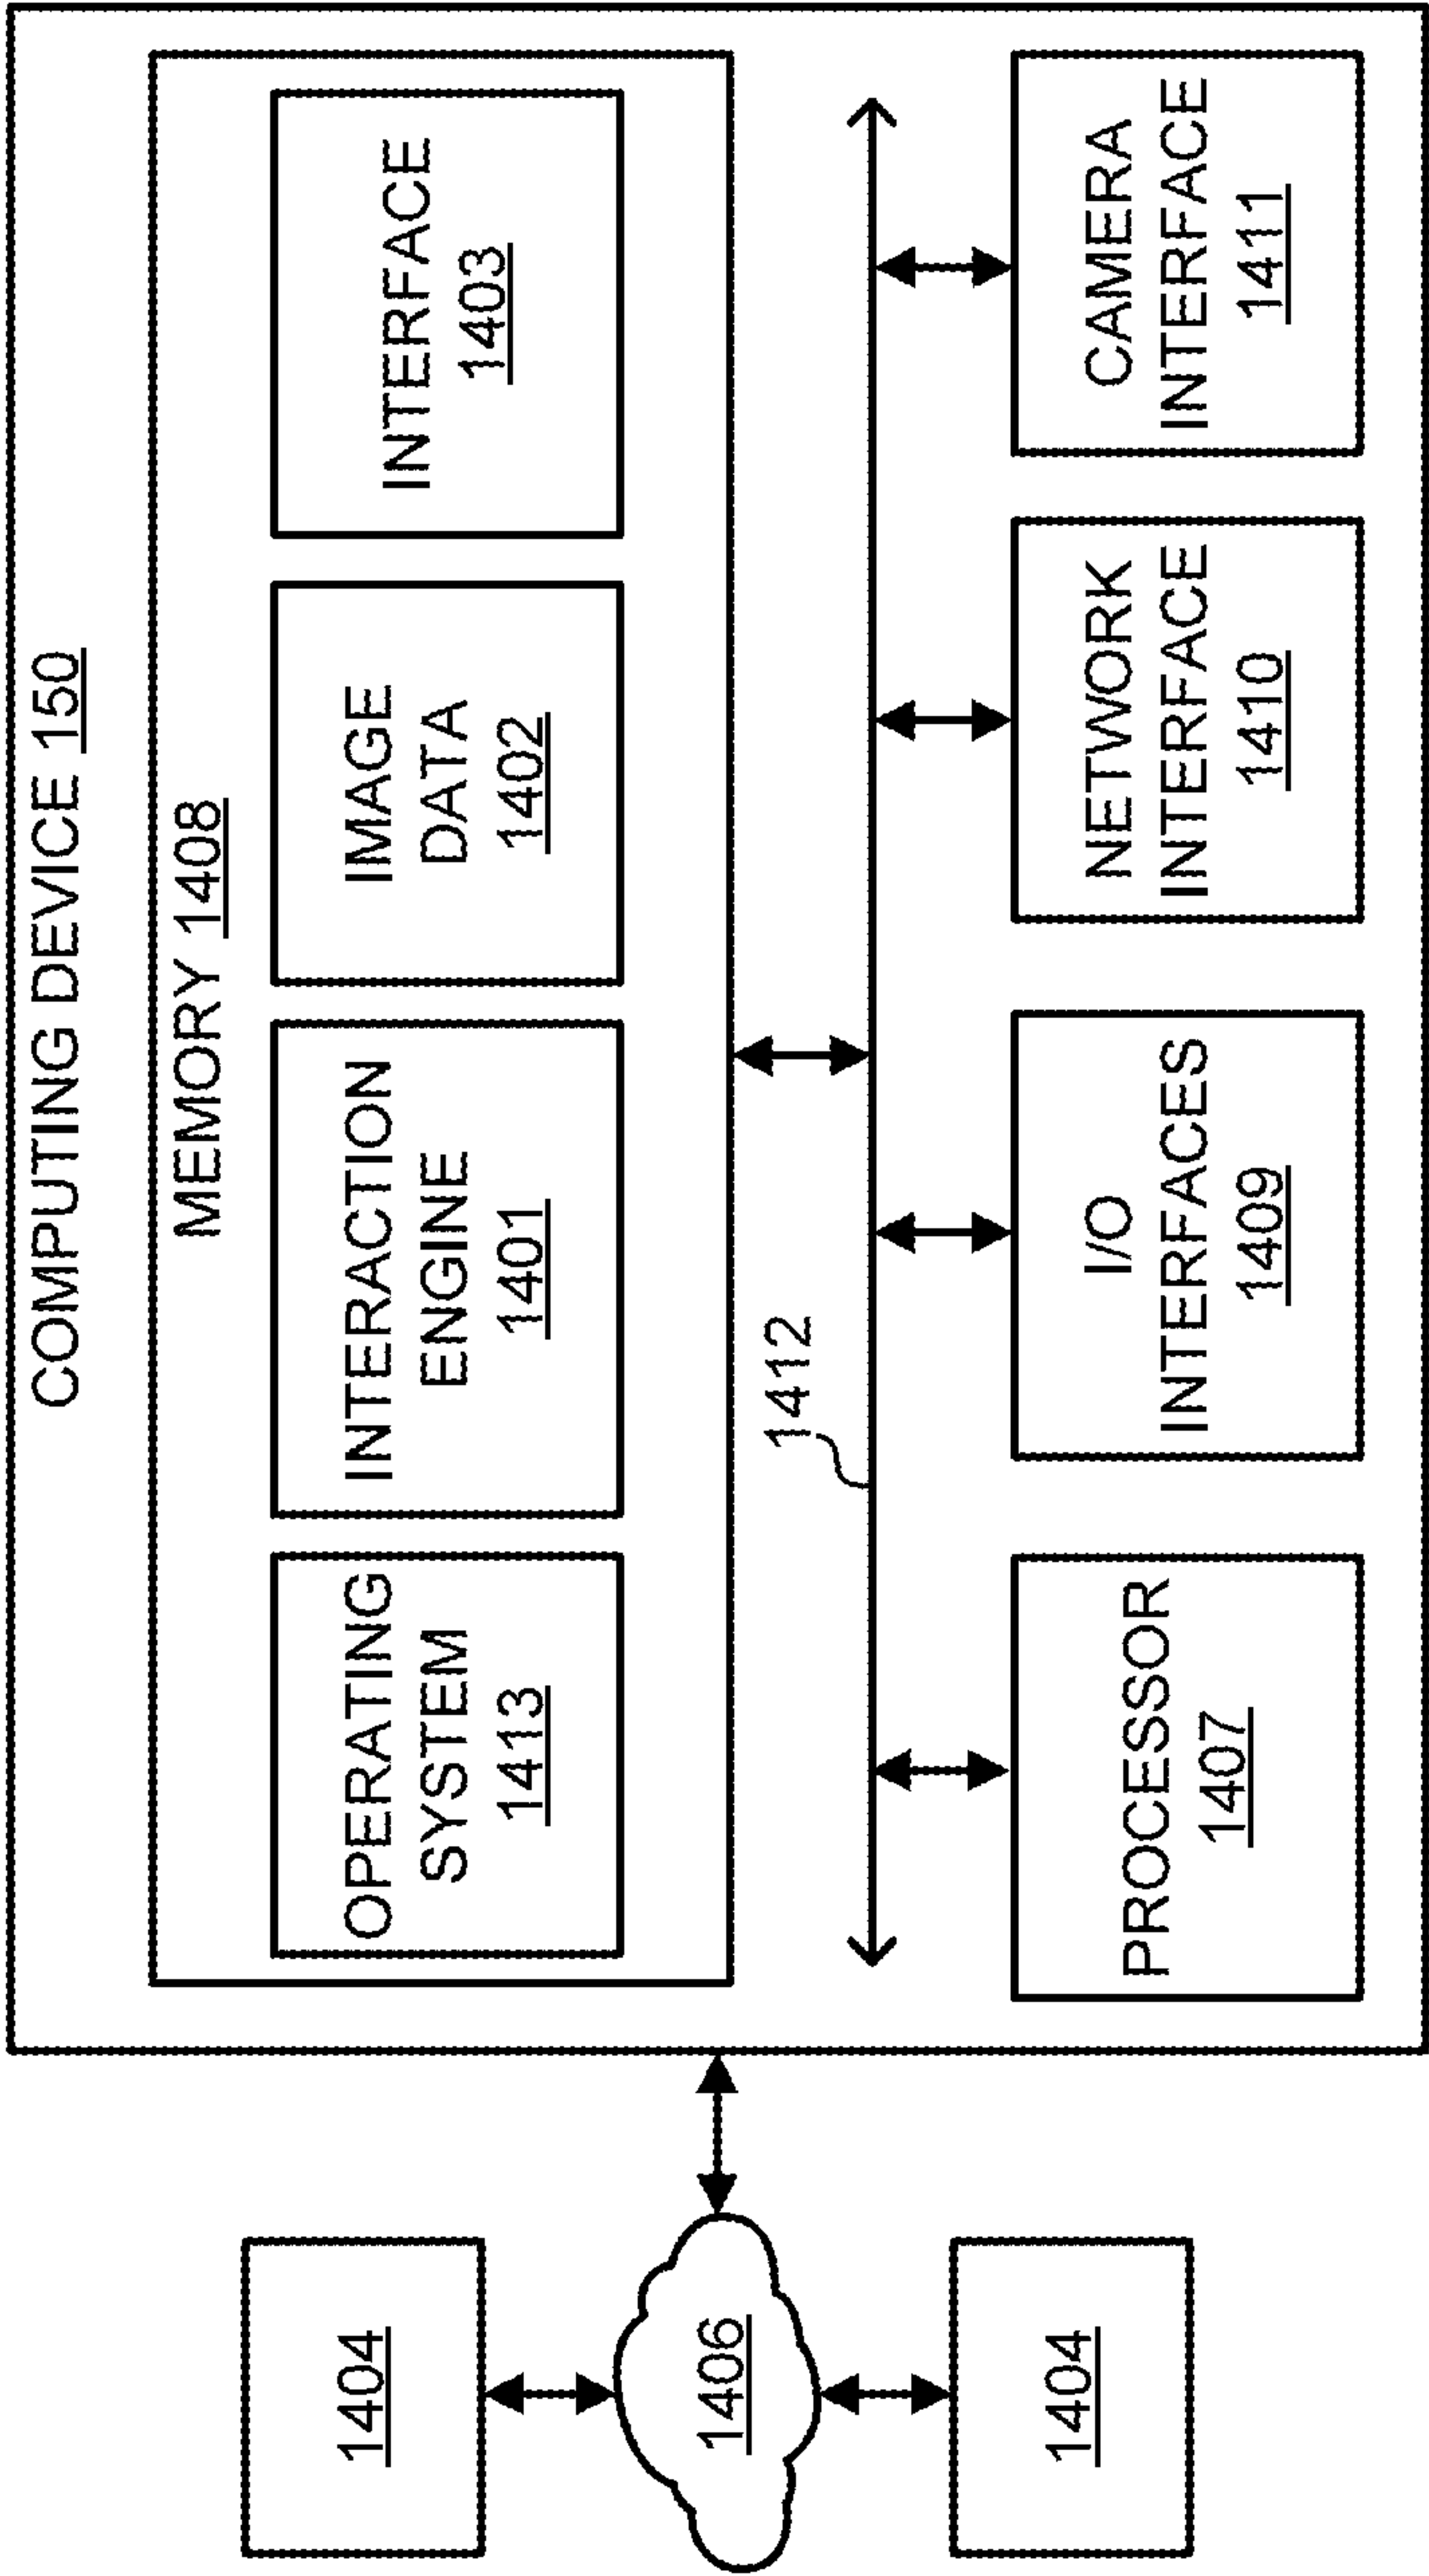 COMPUTING DEVICE 150
MEMORY 1408
OPERATING
SYSTEM
1413
INTERACTION
ENGINE
1401
IMAGE
DATA
1402
INTERFACE
1403
1412
PROCESSOR
1407
I/O
INTERFACES
1409
NETWORK
INTERFACE
1410
CAMERA
INTERFACE
1411
1404
1406
1404